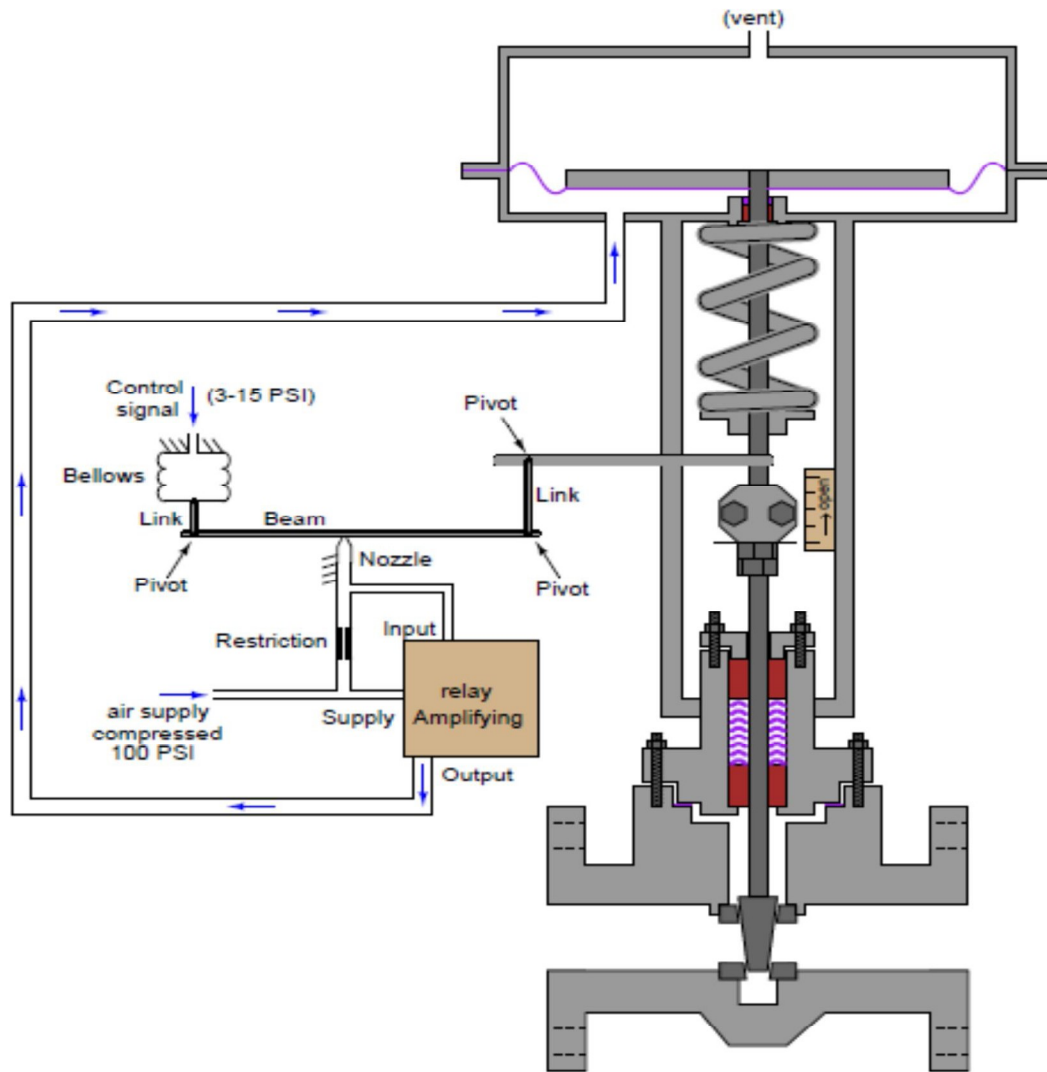 (vent)
Control
signal
(3-15 PSI)
Pivot
Bellows
Link
Link
Beam
open
Nozzle
Pivot
Pivot
Restriction
Input
relay
Amplifying
air supply
compressed
100 PSI
Supply
Output